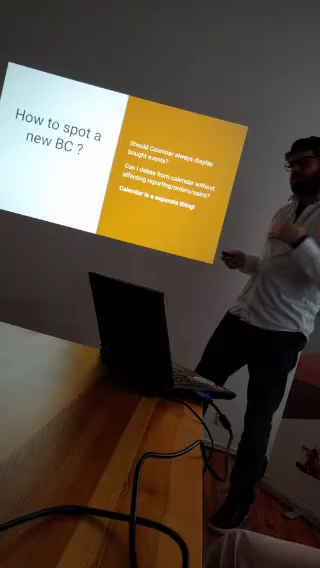 How to spot a
new BC ?
Should Calendar always display
bought events?
Can I delete from calendar without
affecting reporting/orders/sales?
Calendar is a separate thing!